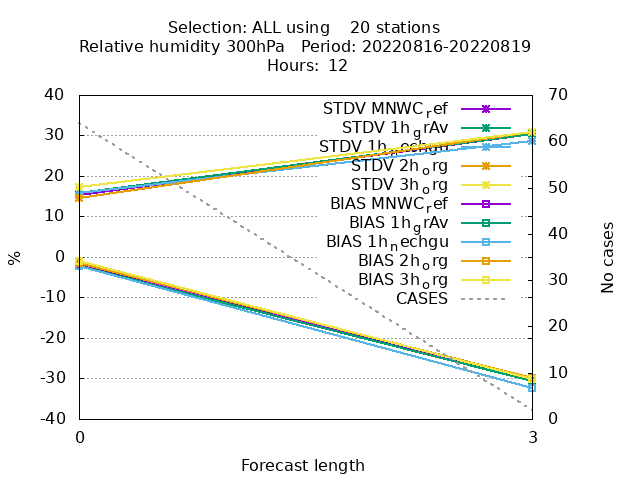 Selection: ALL using 20 stations
Relative humidity 300hPa Period: 20220816-20220819
Hours: 12
40
30
20
10
0
-10
-20
-30
-40
%
70
60
50
40
30
20
10
0
No cases
STDV MNWC_ref
STDV 1h_grAv
STDV 1h_nechgu
STDV 2h_org
STDV 3h_org
BIAS MNWC_ref
BIAS 1h_grAv
BIAS 1h_nechgu
BIAS 2h_org
BIAS 3h_org
CASES
0 3
Forecast length